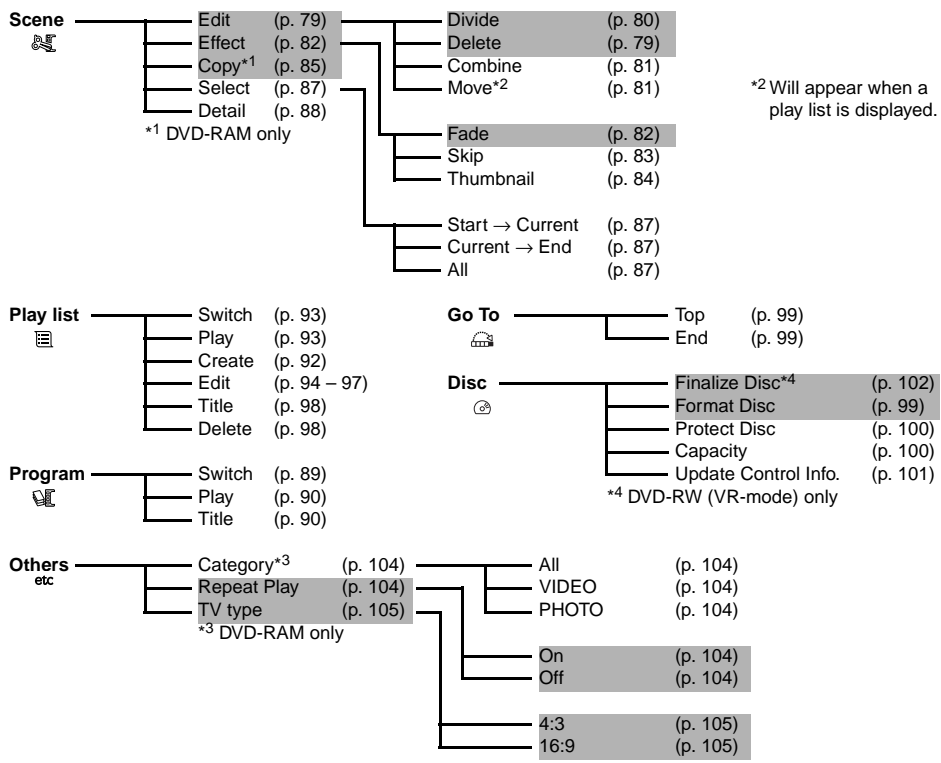 Scene
Edit (p. 79)
Effect (p. 82)
Copy*1 (p. 85)
Select (p. 87)
Detail (p. 88)
*1 DVD-RAM only
Divide (p. 80)
Delete (p. 79)
Combine (p. 81)
Move*2 (p. 81)
*2 Will appear when a
play list is displayed.
Fade (p. 82)
Skip (p. 83)
Thumbnail (p. 84)
Start → Current (p. 87)
Current → End (p. 87)
All (p. 87)
Play list
Switch (p. 93)
Play (p. 93)
Create (p. 92)
Edit (p. 94 – 97)
Title (p. 98)
Delete (p. 98)
Go To
Top (p. 99)
End (p. 99)
Disc
Finalize Disc*4 (p. 102)
Format Disc (p. 99)
Protect Disc (p. 100)
Capacity (p. 100)
Update Control Info. (p. 101)
*4 DVD-RW (VR-mode) only
Program
Switch (p. 89)
Play (p. 90)
Title (p. 90)
Others
etc
Category*3 (p. 104)
Repeat Play (p. 104)
TV type (p. 105)
*3 DVD-RAM only
All (p. 104)
VIDEO (p. 104)
PHOTO (p. 104)
On (p. 104)
Off (p. 104)
4:3 (p. 105)
16:9 (p. 105)